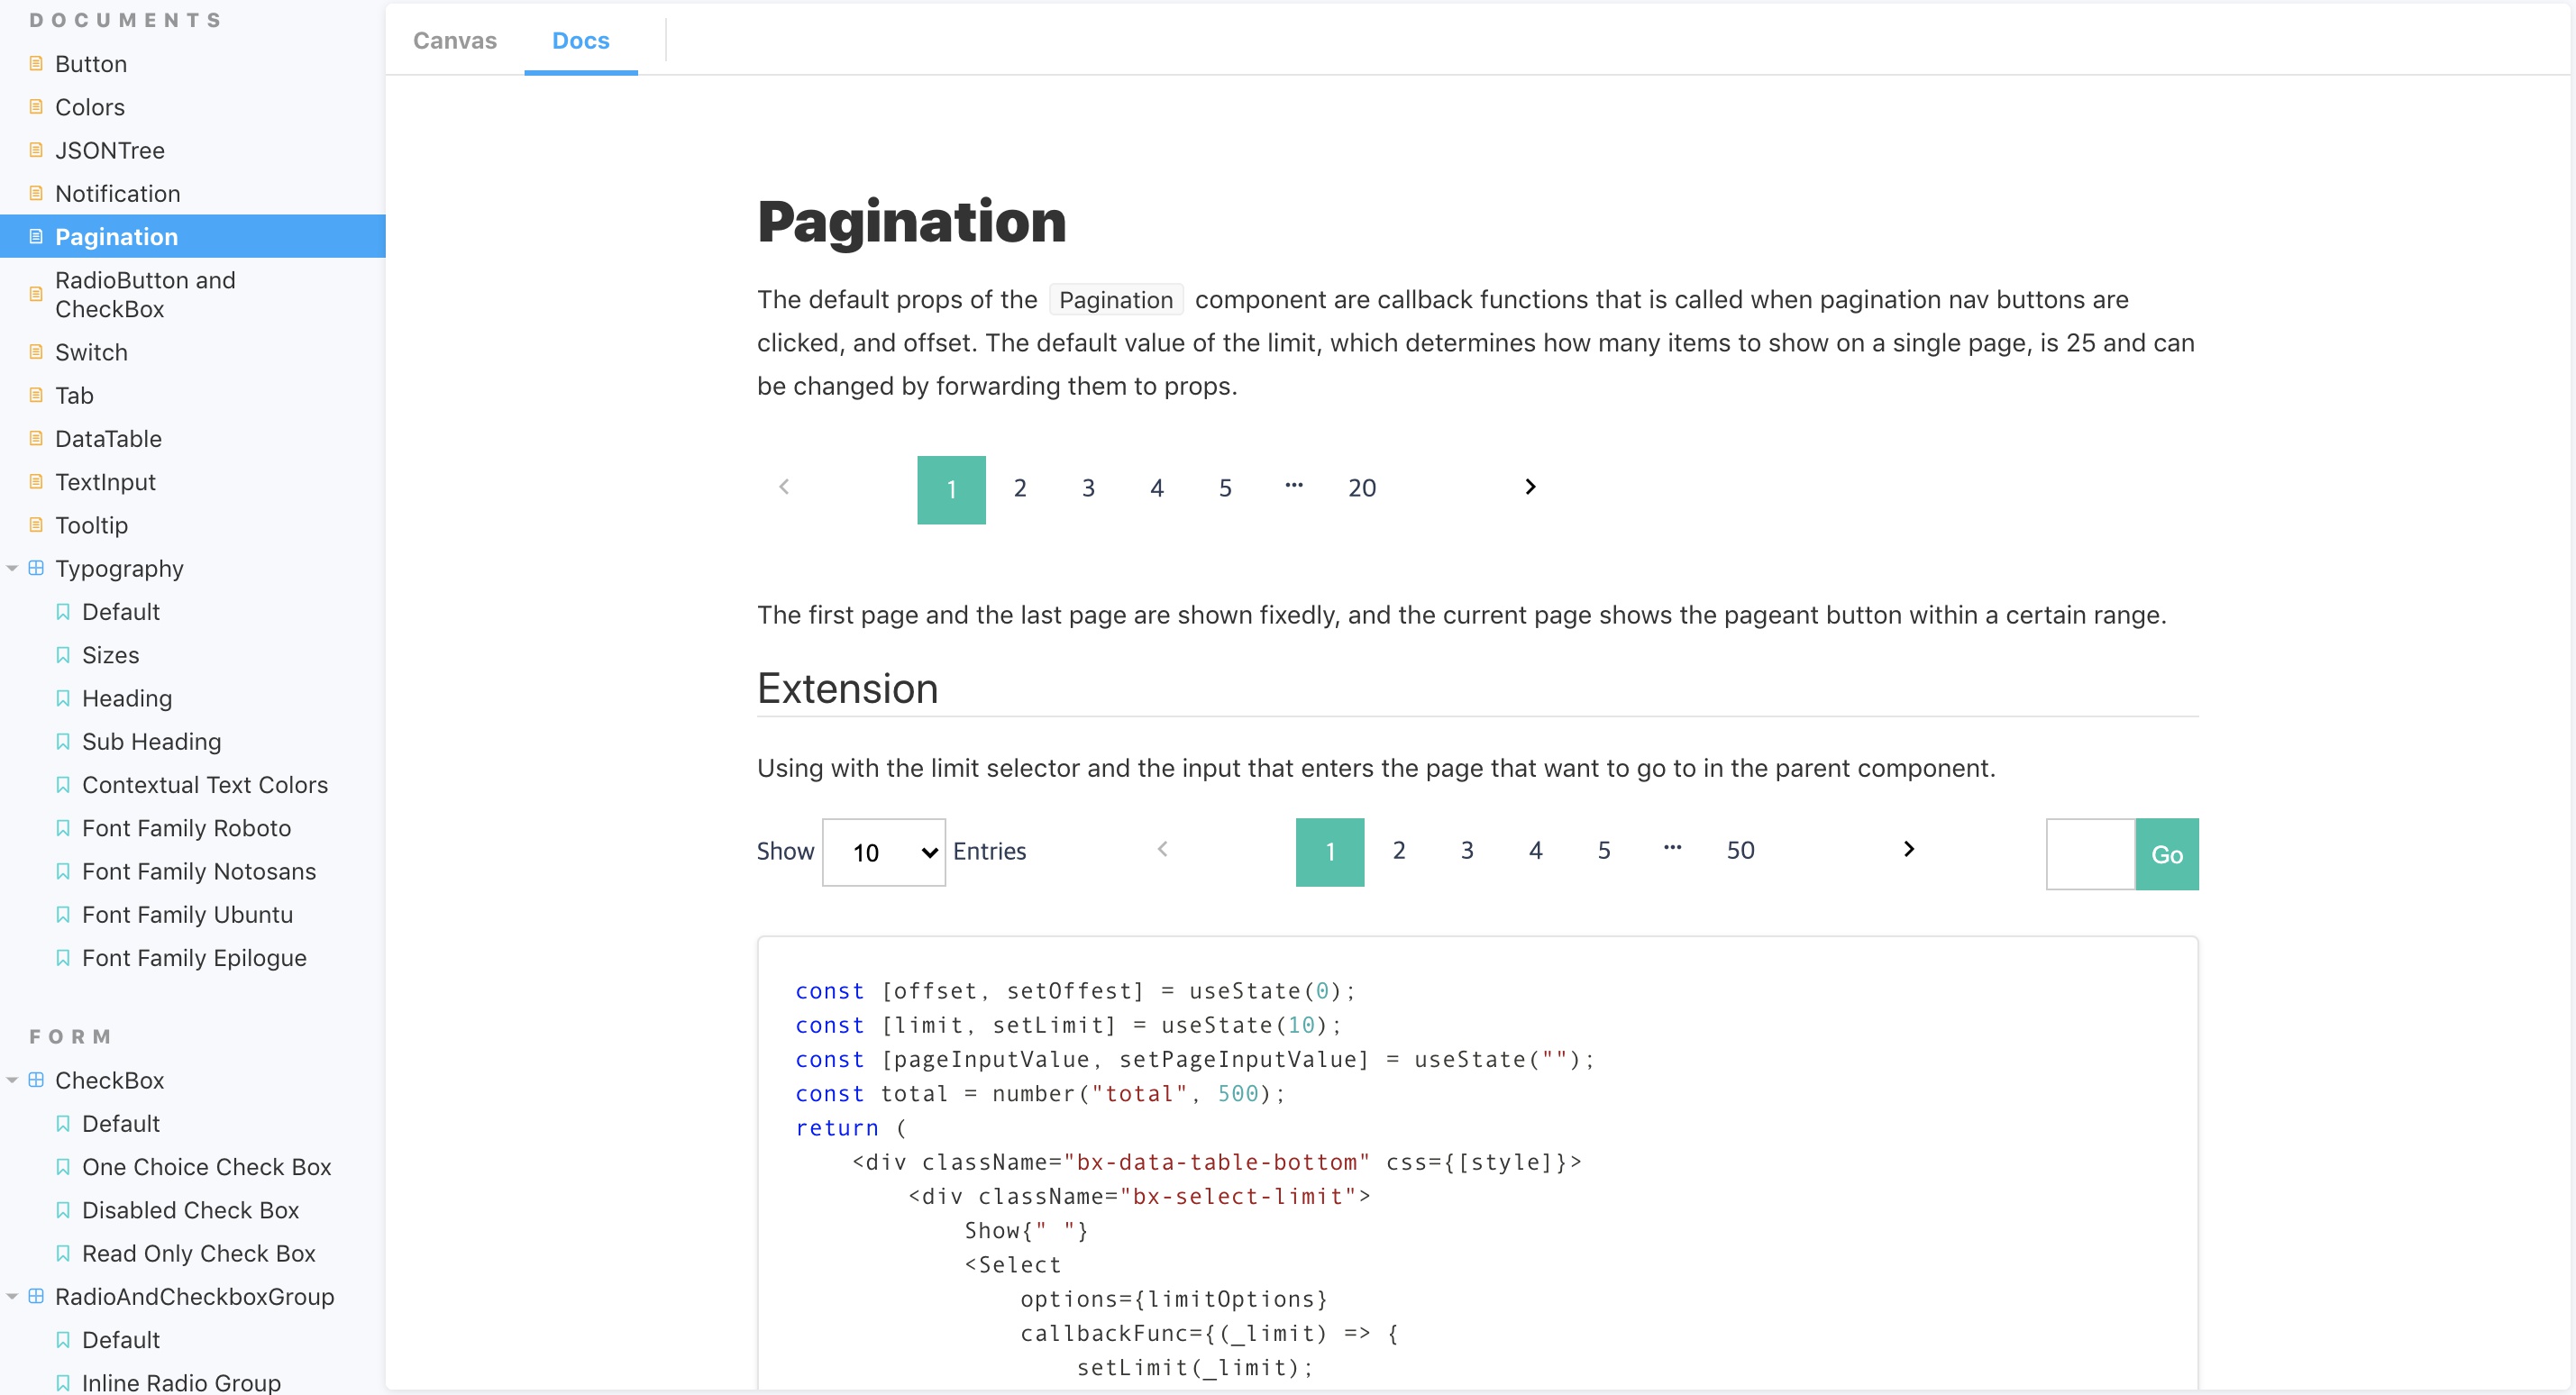 DOCUMENTS
Button
Colors
JSONTree
Notification
Pagination
RadioButton and
CheckBox
Switch
Tab
DataTable
TextInput
Tooltip
Typography
Default
Sizes
Heading
Sub Heading
Contextual Text Colors
Font Family Roboto
Font Family Notosans
Font Family Ubuntu
Font Family Epilogue
FORM
CheckBox
Default
One Choice Check Box
Disabled Check Box
Read Only Check Box
RadioAndCheckboxGroup
Default
Inline Radio Group
Canvas Docs
Pagination
The default props of the Pagination component are callback functions that is called when pagination nav buttons are
clicked, and offset. The default value of the limit, which determines how many items to show on a single page, is 25 and can
be changed by forwarding them to props.
1 2 3 4 5 ... 20
The first page and the last page are shown fixedly, and the current page shows the pageant button within a certain range.
Extension
Using with the limit selector and the input that enters the page that want to go to in the parent component.
Show 10 Entries 1 2 3 4 5 ... 50 Go
const [offset, setOffest] = useState(0);
const [limit, setLimit] = useState(10);
const [pageInputValue, setPageInputValue] = useState("");
const total = number("total", 500);
return (
<div className="bx-data-table-bottom" css={[style]}>
<div className="bx-select-limit">
Show{" "}
<Select
options={limitOptions}
callbackFunc={(_limit) => {
setLimit(_limit);